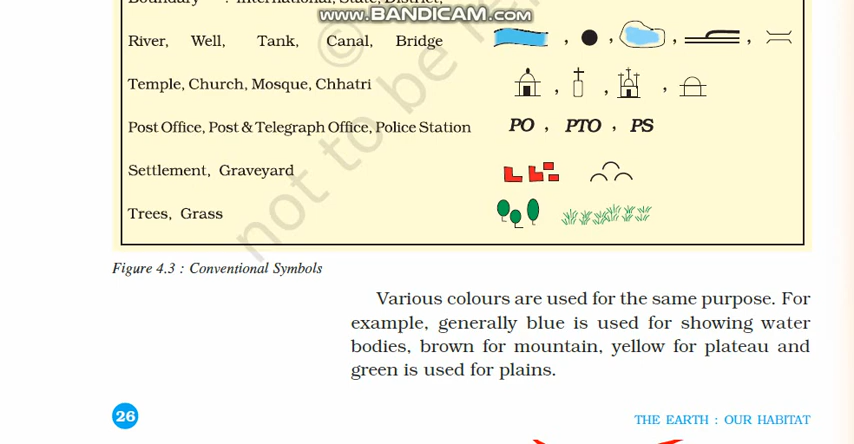 Boundary : International, State, District,
www.BANDICAM.com
River, Well, Tank, Canal, Bridge , , , ,
Temple, Church, Mosque, Chhatri , , ,
Post Office, Post & Telegraph Office, Police Station PO , PTO , PS
Settlement, Graveyard
Trees, Grass
not to be re
Figure 4.3 : Conventional Symbols
Various colours are used for the same purpose. For
example, generally blue is used for showing water
bodies, brown for mountain, yellow for plateau and
green is used for plains.
26
THE EARTH : OUR HABITAT